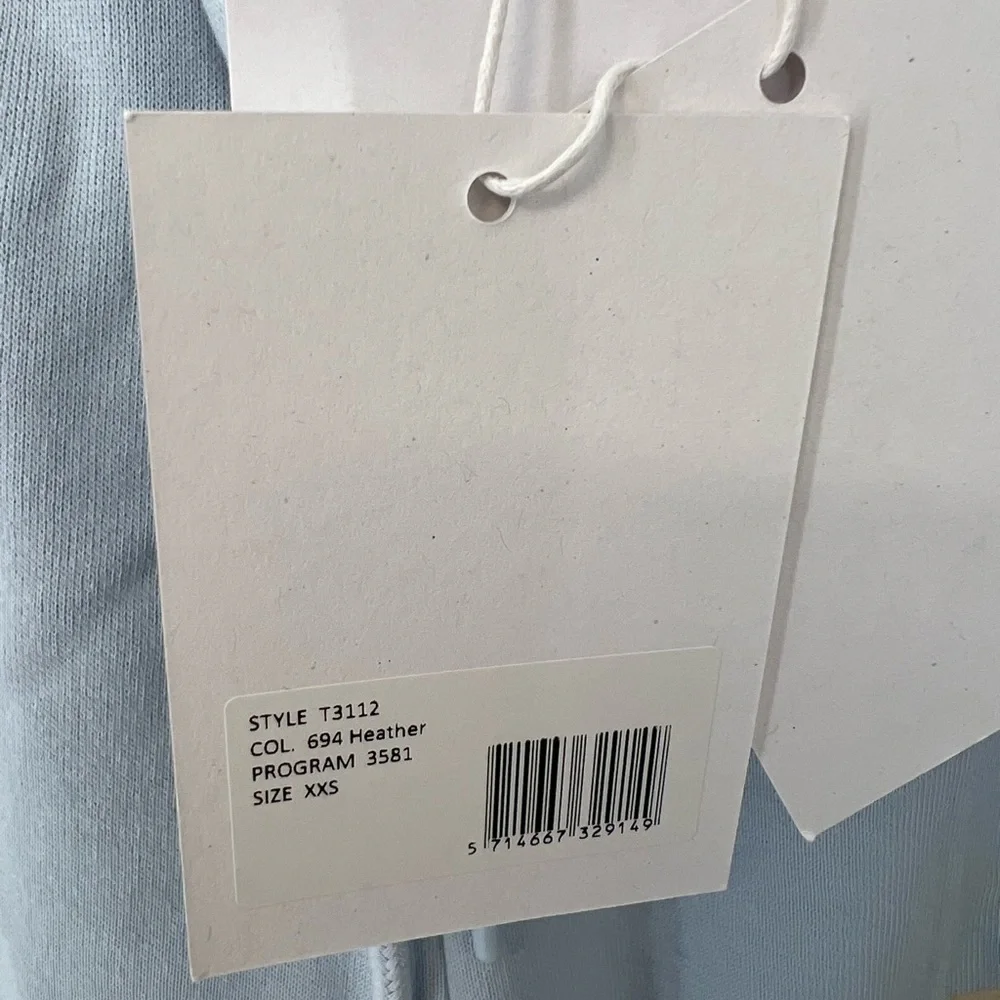 STYLE T3112
COL. 694 Heather
PROGRAM 3581
SIZE XXS
5 714667 329149